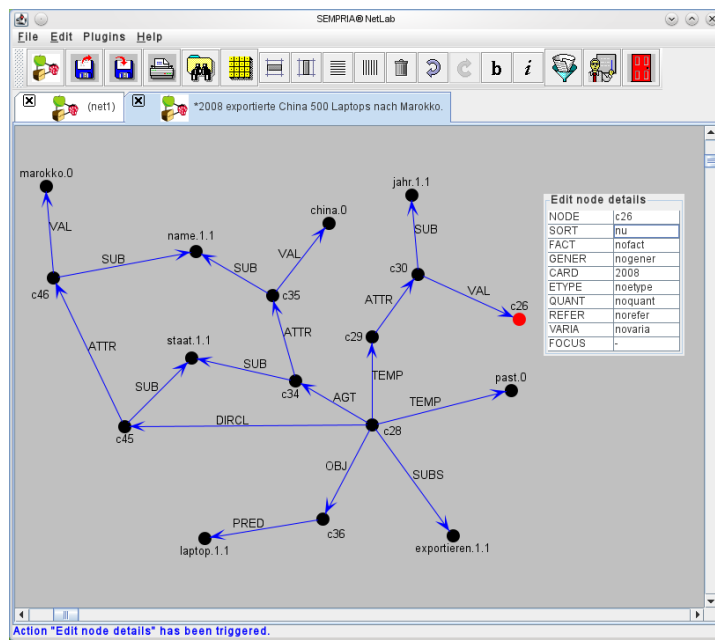 SEMPRIA® NetLab
File Edit Plugins Help
b i
(net1)
*2008 exportierte China 500 Laptops nach Marokko.
marokko.0
jahr.1.1
china.0
name.1.1
VAL
SUB
SUB
VAL
SUB
c46
c35
c30
VAL
c26
ATTR
ATTR
ATTR
c29
staat.1.1
SUB
SUB
c34
TEMP
AGT
TEMP
past.0
c45
DIRCL
c28
OBJ
SUBS
PRED
c36
laptop.1.1
exportieren.1.1
Edit node details
NODE c26
SORT nu
FACT nofact
GENER nogener
CARD 2008
ETYPE noetype
QUANT noquant
REFER norefer
VARIA novaria
FOCUS -
Action "Edit node details" has been triggered.